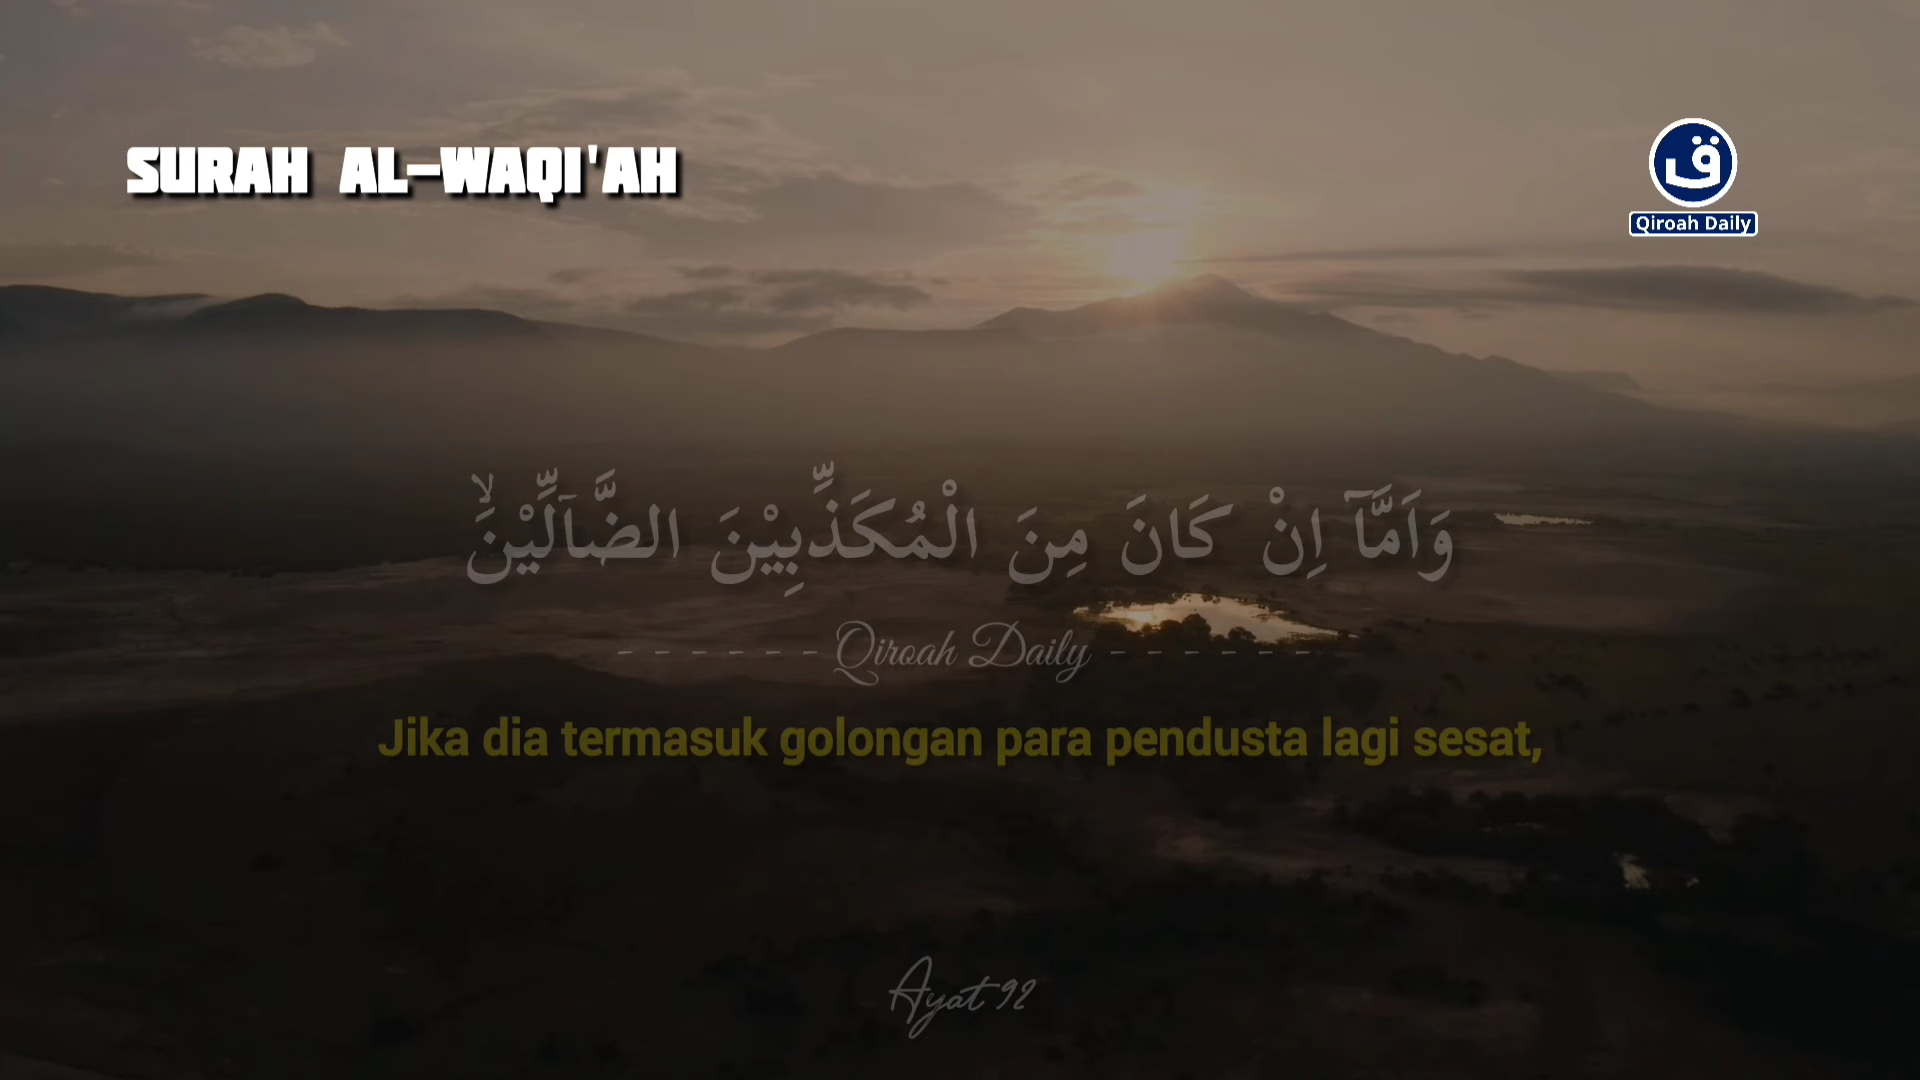 SURAH AL-WAQI'AH
ق
Qiroah Daily
وَاَمَّآ اِنْ كَانَ مِنَ الْمُكَذِّبِيْنَ الضَّاۤلِّيْنَۙ
------ Qiroah Daily -------
Jika dia termasuk golongan para pendusta lagi sesat,
Ayat 92